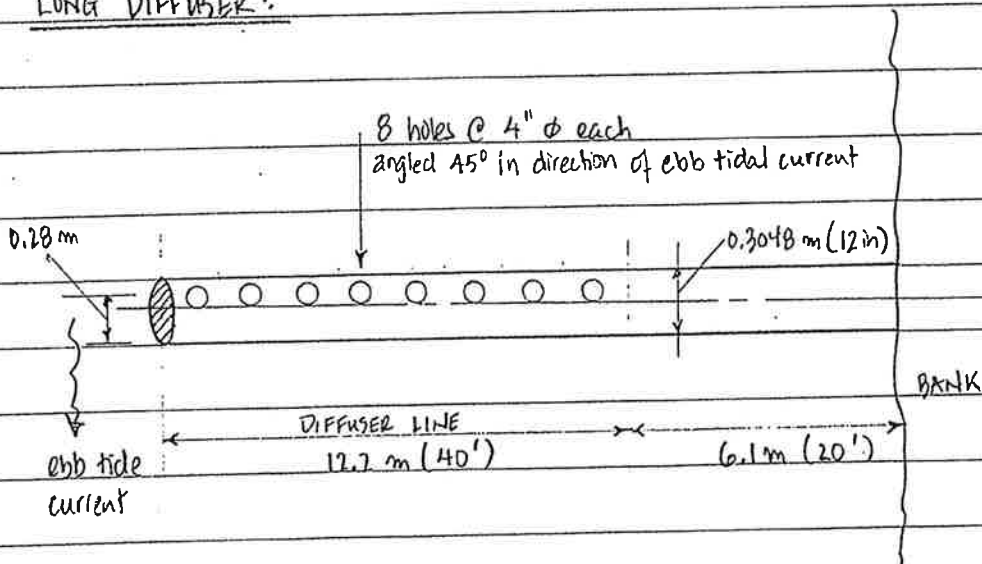 LONG DIFFUSER:
8 holes @ 4" φ each
angled 45° in direction of ebb tidal current
0.28 m
0.3048 m (12 in)
BANK
DIFFUSER LINE
12.2 m (40')
6.1 m (20')
ebb tide
current